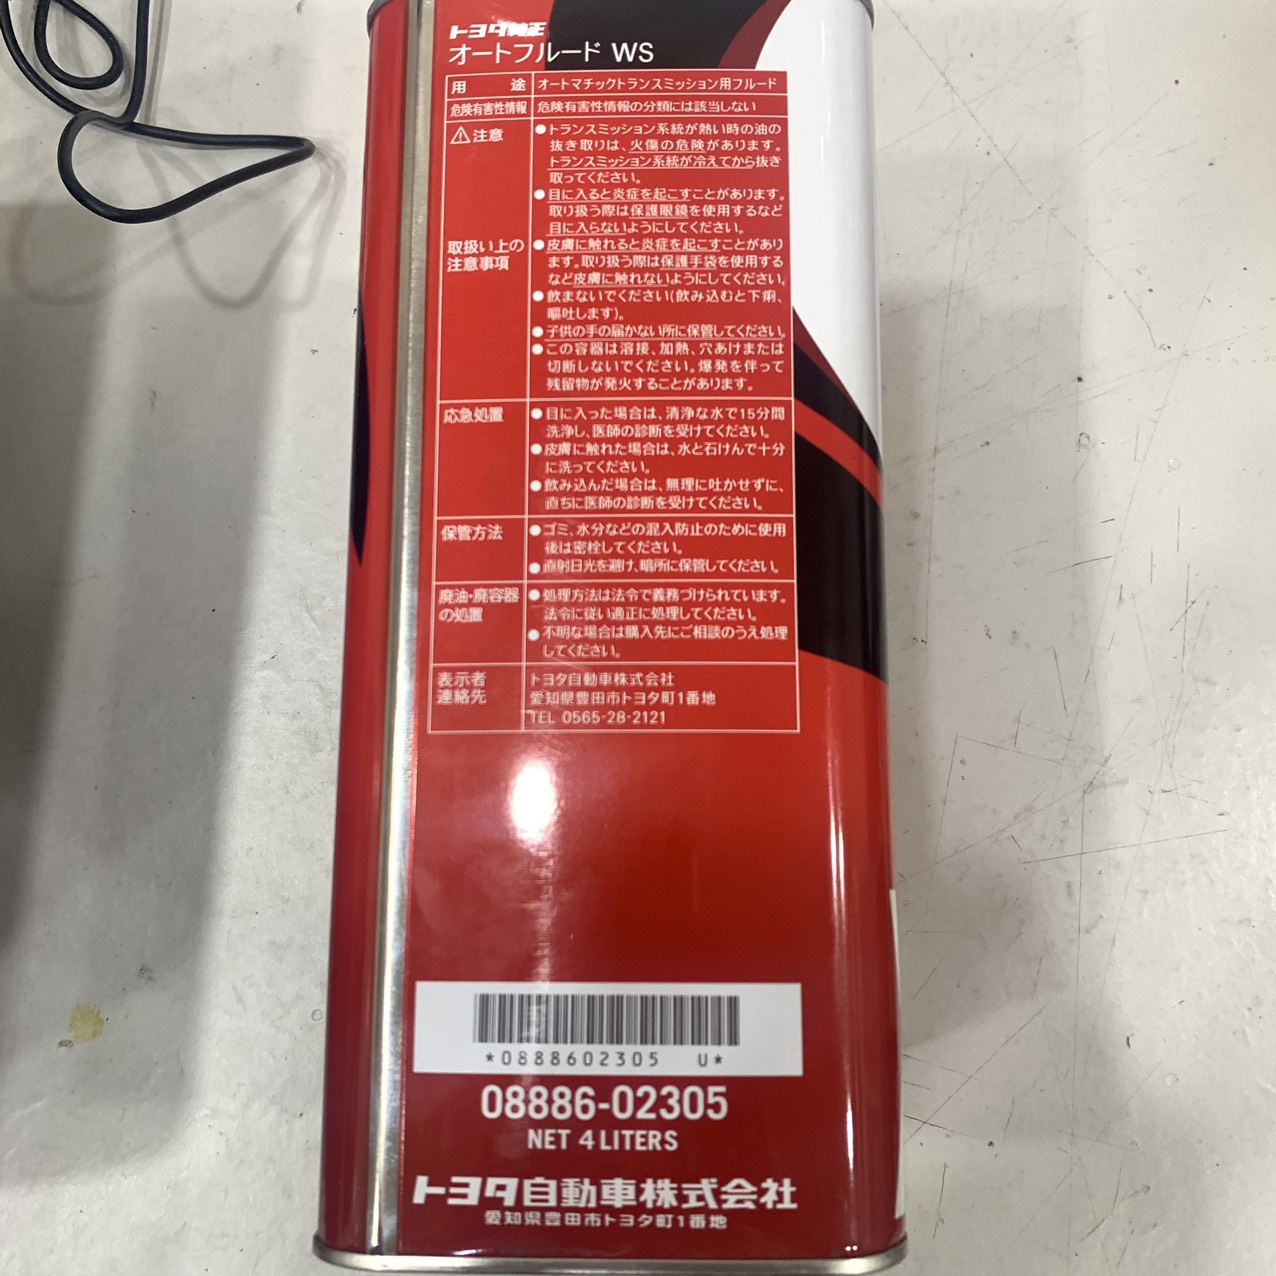 トヨタ純正
オートフルード WS
用途 オートマチックトランスミッション用フルード
危険有害性情報 危険有害性情報の分類には該当しない
⚠注意
取扱い上の
注意事項
●トランスミッション系統が熱い時の油の
抜き取りは、火傷の危険があります。
トランスミッション系統が冷えてから抜き
取ってください。
●目に入ると炎症を起こすことがあります。
取り扱う際は保護眼鏡を使用するなど
目に入らないようにしてください。
●皮膚に触れると炎症を起こすことがあり
ます。取り扱う際は保護手袋を使用する
など皮膚に触れないようにしてください。
●飲まないでください(飲み込むと下痢、
嘔吐します)。
●子供の手の届かない所に保管してください。
●この容器は溶接、加熱、穴あけまたは
切断しないでください。爆発を伴って
残留物が発火することがあります。
応急処置
●目に入った場合は、清浄な水で15分間
洗浄し、医師の診断を受けてください。
●皮膚に触れた場合は、水と石けんで十分
に洗ってください。
●飲み込んだ場合は、無理に吐かせずに、
直ちに医師の診断を受けてください。
保管方法
●ゴミ、水分などの混入防止のために使用
後は密栓してください。
●直射日光を避け、暗所に保管してください。
廃油・廃容器
の処置
●処理方法は法令で義務づけられています。
法令に従い適正に処理してください。
●不明な場合は購入先にご相談のうえ処理
してください。
表示者
連絡先
トヨタ自動車株式会社
愛知県豊田市トヨタ町1番地
TEL 0565-28-2121
*0888602305 U*
08886-02305
NET 4 LITERS
トヨタ自動車株式会社
愛知県豊田市トヨタ町1番地